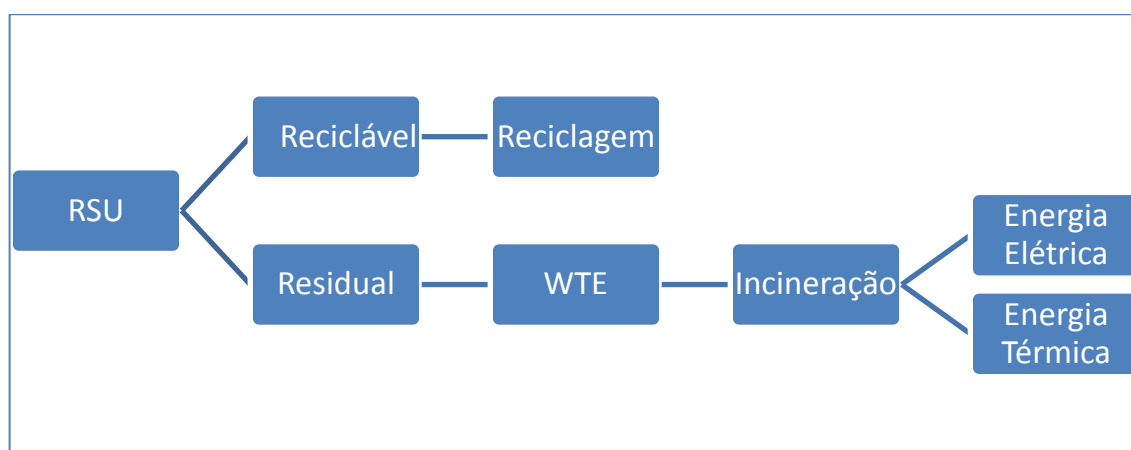 RSU
Reciclável
Reciclagem
Residual
WTE
Incineração
Energia
Elétrica
Energia
Térmica